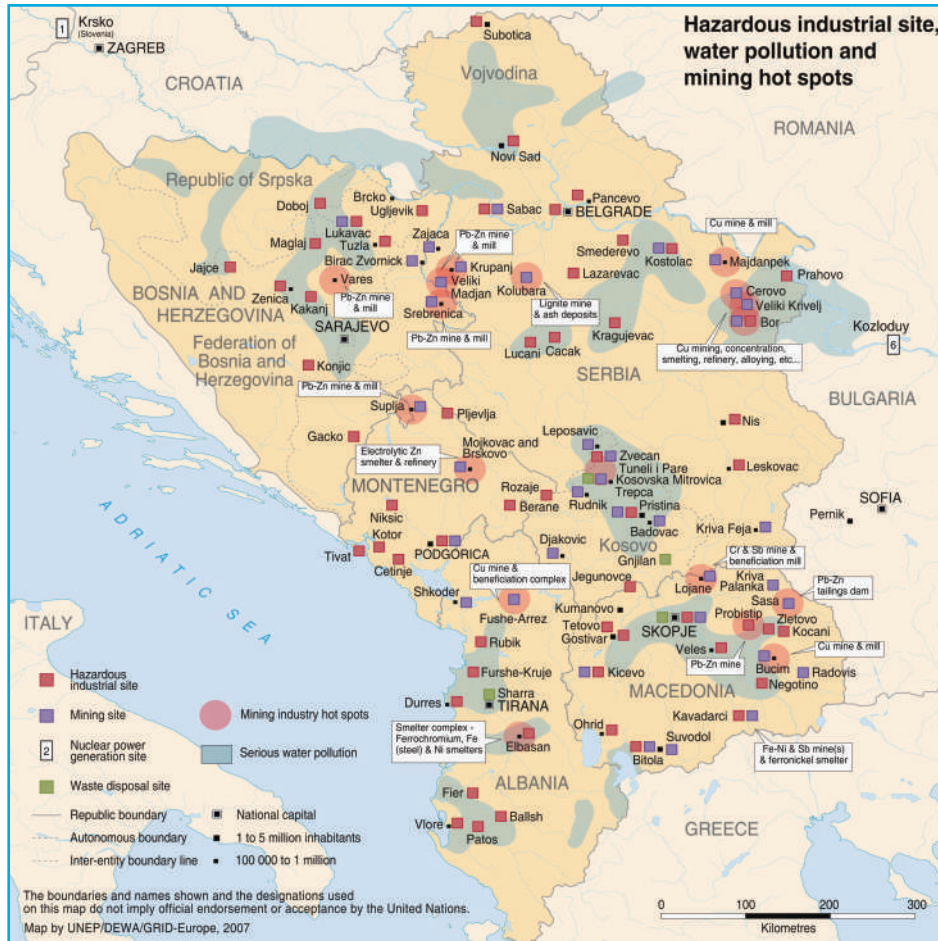 Hazardous industrial site,
water pollution and
mining hot spots
1
Krsko
(Slovenia)
ZAGREB
CROATIA
Subotica
Vojvodina
ROMANIA
Novi Sad
Republic of Srpska
Brcko
Doboj
Ugljevik
Sabac
Pancevo
BELGRADE
Cu mine & mill
Lukavac
Tuzla
Zajaca
Pb-Zn mine
& mill
Smederevo
Kostolac
Majdanpek
Maglaj
Birac Zvornick
Krupanj
Lazarevac
Prahovo
Jajce
Vares
Veliki
Madjan
Kolubara
Cerovo
Veliki Krivelj
BOSNIA AND
HERZEGOVINA
Zenica
Kakanj
Pb-Zn mine
& mill
Srebrenica
Lignite mine
& ash deposits
Kragujevac
Bor
Kozloduy
6
SARAJEVO
Pb-Zn mine & mill
Lucani
Cacak
Cu mining, concentration,
smelting, refinery, alloying, etc...
Federation of
Bosnia and
Herzegovina
Konjic
SERBIA
Pb-Zn mine & mill
BULGARIA
Suplja
Pljevlja
Nis
Gacko
Leposavic
Electrolytic Zn
smelter & refinery
Mojkovac and
Brskovo
Zvecan
Tuneli i Pare
Kosovska Mitrovica
Leskovac
MONTENEGRO
Rozaje
Trepca
SOFIA
Berane
Rudnik
Pristina
Pernik
Niksic
Badovac
Kriva Feja
Kotor
Kosovo
Tivat
PODGORICA
Djakovic
Gnjilan
Cetinje
Cr & Sb mine &
beneficiation mill
ADRIATIC SEA
Cu mine &
beneficiation complex
Jegunovce
Lojane
Kriva
Palanka
Pb-Zn
tailings dam
Shkoder
Fushe-Arrez
Kumanovo
Sasa
ITALY
Tetovo
SKOPJE
Probistip
Zletovo
Gostivar
Kocani
Rubik
Veles
Cu mine & mill
Pb-Zn mine
Bucim
Furshe-Kruje
Kicevo
Radovis
MACEDONIA
Negotino
Sharra
Durres
TIRANA
Kavadarci
Smelter complex -
Ferrochromium, Fe
(steel) & Ni smelters
Ohrid
Suvodol
Elbasan
Bitola
Fe-Ni & Sb mine(s)
& ferronickel smelter
ALBANIA
Fier
GREECE
Ballsh
Vlore
Patos
Hazardous
industrial site
Mining site
Mining industry hot spots
2
Nuclear power
generation site
Serious water pollution
Waste disposal site
Republic boundary
National capital
Autonomous boundary
1 to 5 million inhabitants
Inter-entity boundary line
100 000 to 1 million
The boundaries and names shown and the designations used
on this map do not imply official endorsement or acceptance by the United Nations.
Map by UNEP/DEWA/GRID-Europe, 2007
0 100 200 300
Kilometres